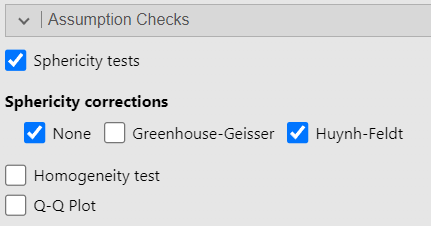 Assumption Checks
Sphericity tests
Sphericity corrections
None Greenhouse-Geisser Huynh-Feldt
Homogeneity test
Q-Q Plot